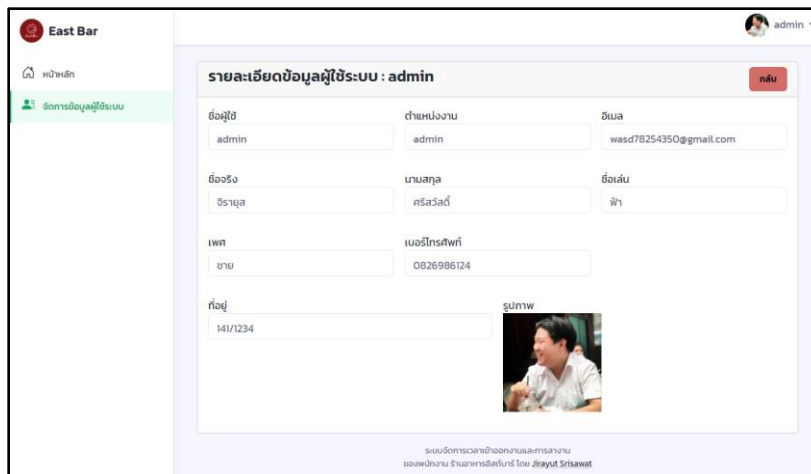 East Bar
admin
หน้าหลัก
จัดการข้อมูลผู้ใช้ระบบ
รายละเอียดข้อมูลผู้ใช้ระบบ : admin
กลับ
ชื่อผู้ใช้ ตำแหน่งงาน อีเมล
admin admin wasd78254350@gmail.com
ชื่อจริง นามสกุล ชื่อเล่น
จิรายุส ศรีสวัสดิ์ ฟ้า
เพศ เบอร์โทรศัพท์
ชาย 0826986124
ที่อยู่ รูปภาพ
141/1234
ระบบจัดการเวลาเข้าออกงานและการลางาน
ของพนักงาน ร้านอาหารอีสต์บาร์ โดย Jirayut Srisawat